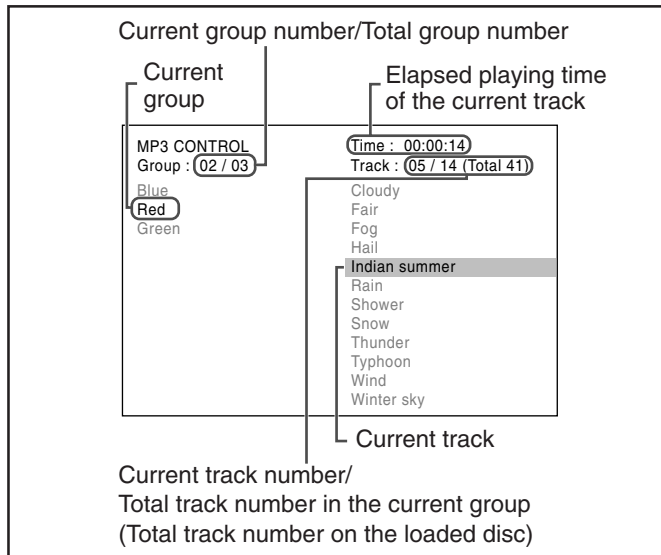 Current group number/Total group number
Current
group
Elapsed playing time
of the current track
MP3 CONTROL
Group : 02 / 03
Blue
Red
Green
Time : 00:00:14
Track : 05 / 14 (Total 41)
Cloudy
Fair
Fog
Hail
Indian summer
Rain
Shower
Snow
Thunder
Typhoon
Wind
Winter sky
Current track
Current track number/
Total track number in the current group
(Total track number on the loaded disc)